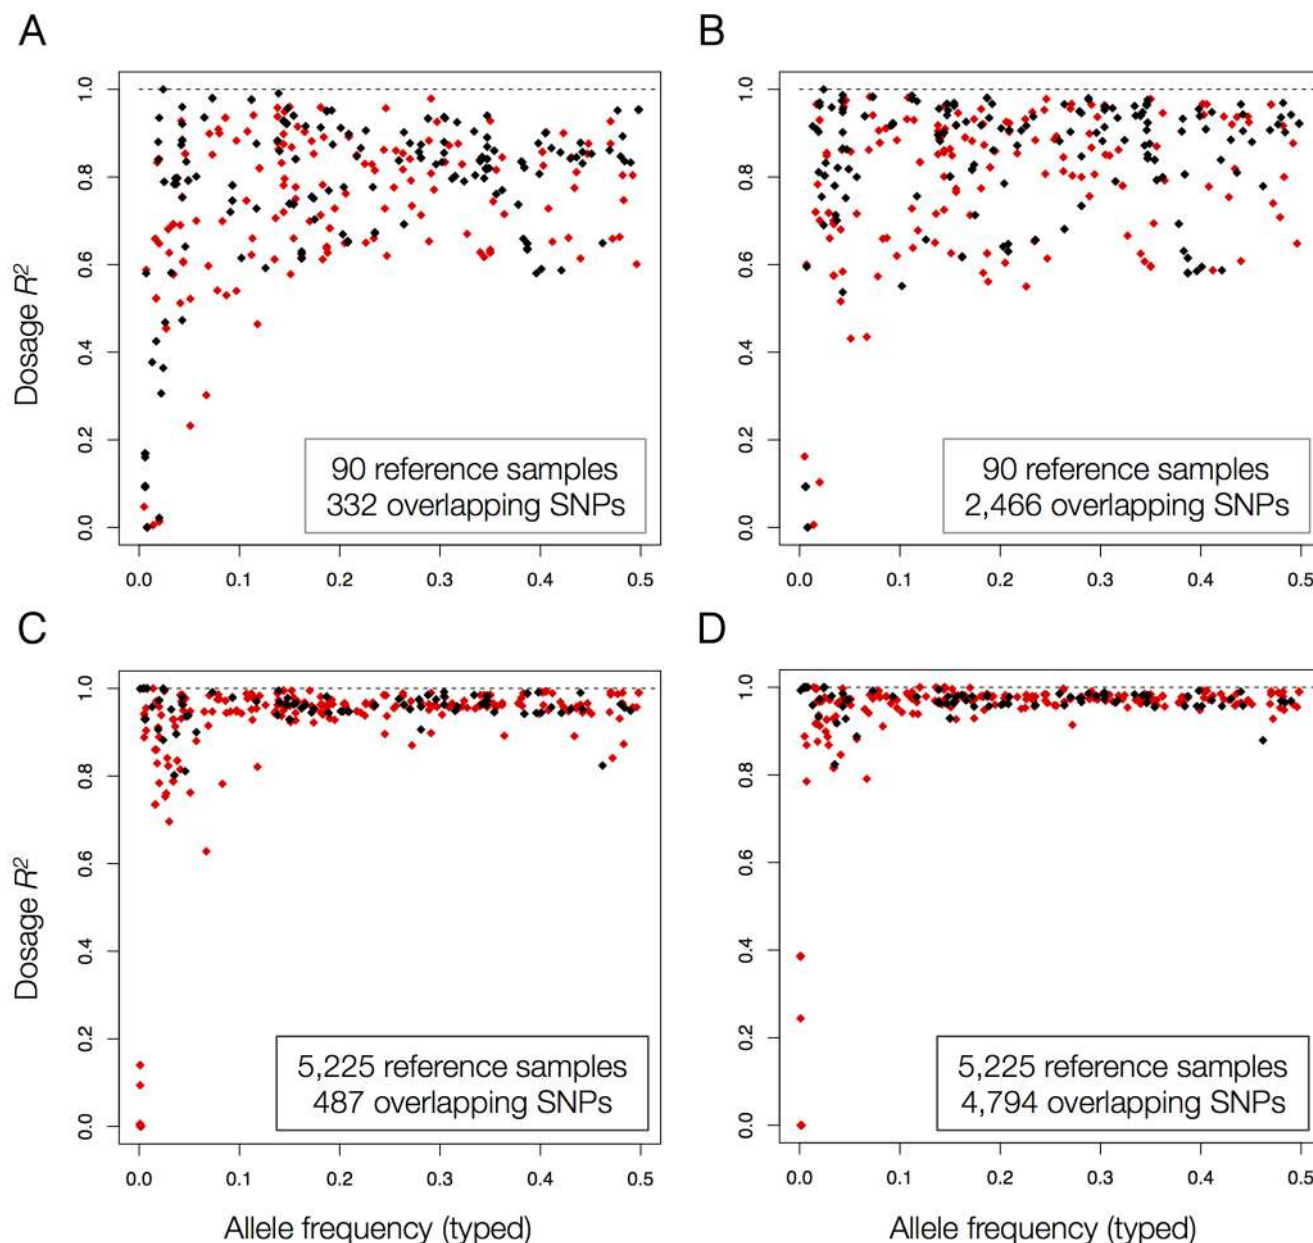 A
B
Dosage R²
1.0
0.8
0.6
0.4
0.2
0.0
90 reference samples
332 overlapping SNPs
0.0 0.1 0.2 0.3 0.4 0.5
1.0
0.8
0.6
0.4
0.2
0.0
90 reference samples
2,466 overlapping SNPs
0.0 0.1 0.2 0.3 0.4 0.5
C
D
Dosage R²
1.0
0.8
0.6
0.4
0.2
0.0
5,225 reference samples
487 overlapping SNPs
0.0 0.1 0.2 0.3 0.4 0.5
Allele frequency (typed)
1.0
0.8
0.6
0.4
0.2
0.0
5,225 reference samples
4,794 overlapping SNPs
0.0 0.1 0.2 0.3 0.4 0.5
Allele frequency (typed)